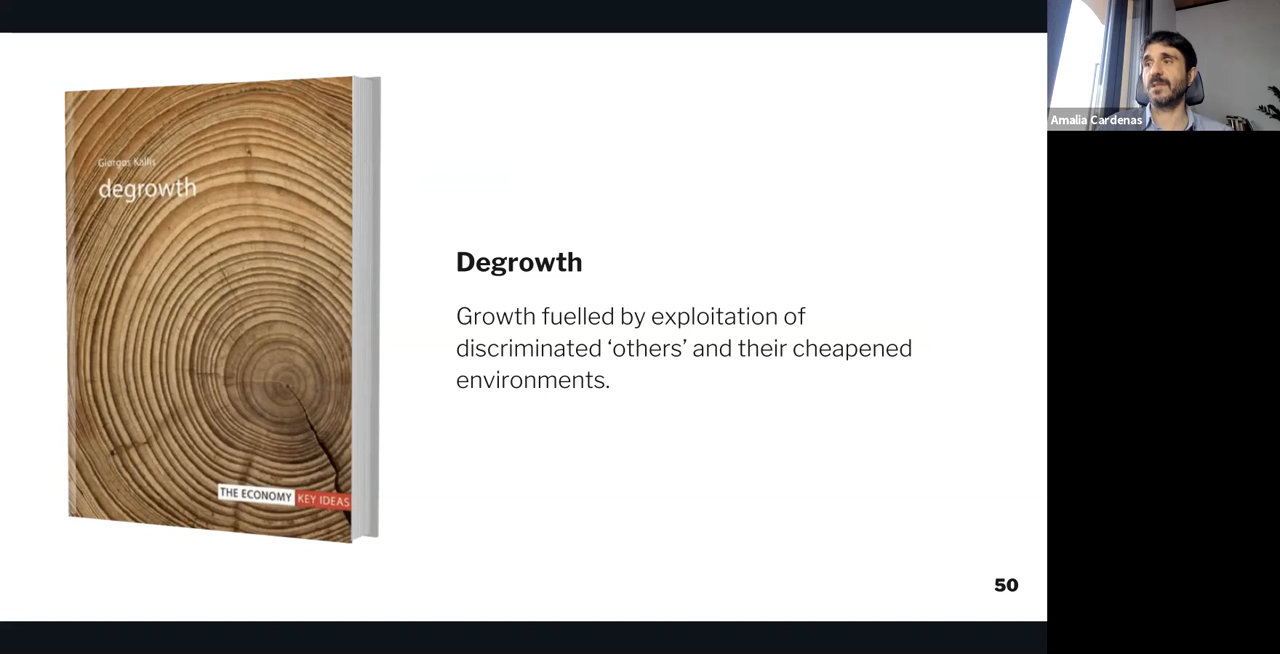 Giorgos Kallis
degrowth
THE ECONOMY KEY IDEAS
Degrowth
Growth fuelled by exploitation of
discriminated ‘others’ and their cheapened
environments.
50
Amalia Cardenas